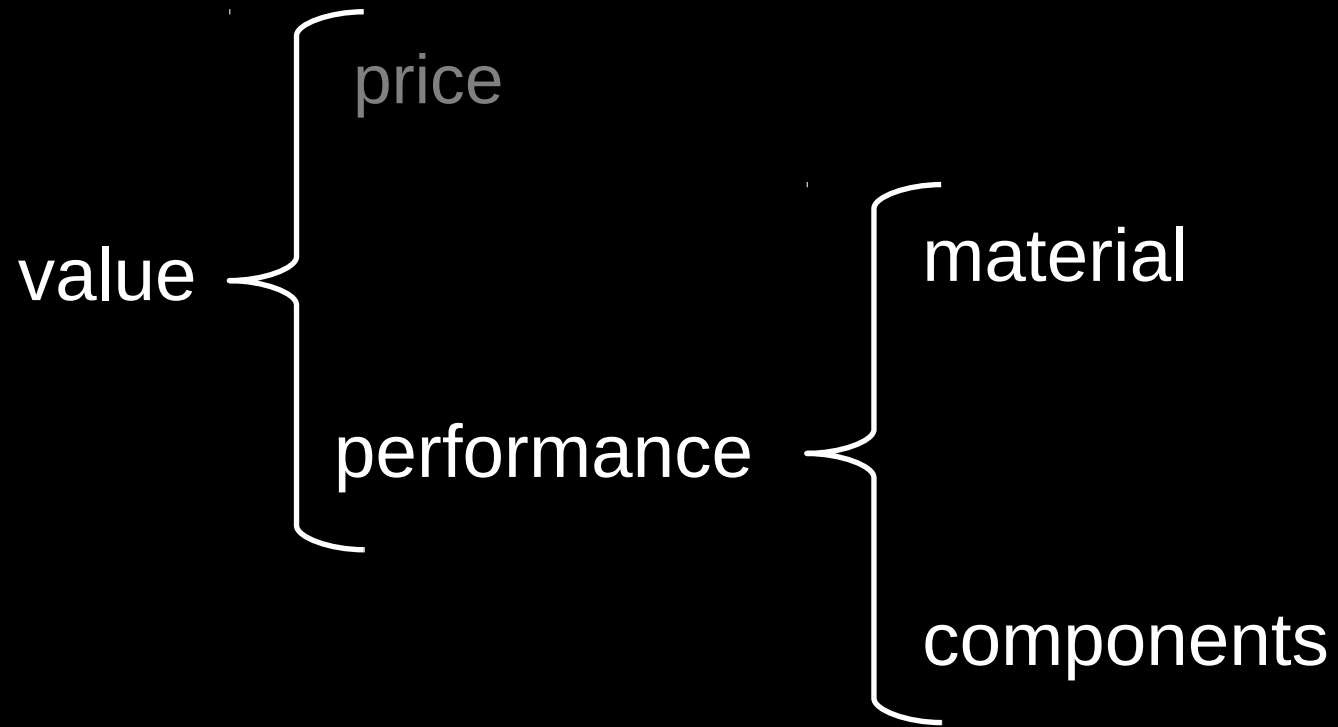 price
value
material
performance
components